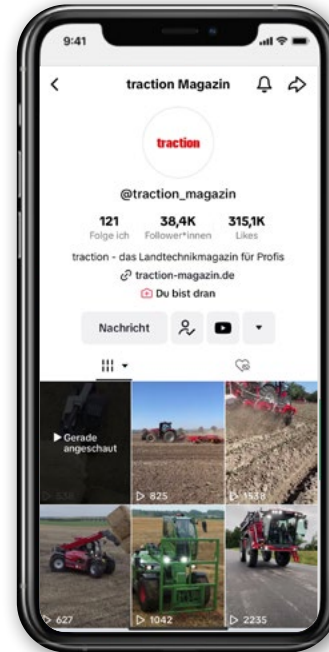 9:41
traction Magazin
traction
@traction_magazin
121 38,4K 315,1K
Folge ich Follower*innen Likes
traction - das Landtechnikmagazin für Profis
traction-magazin.de
Du bist dran
Nachricht
Gerade
angeschaut
538 825 1538
627 1042 2235